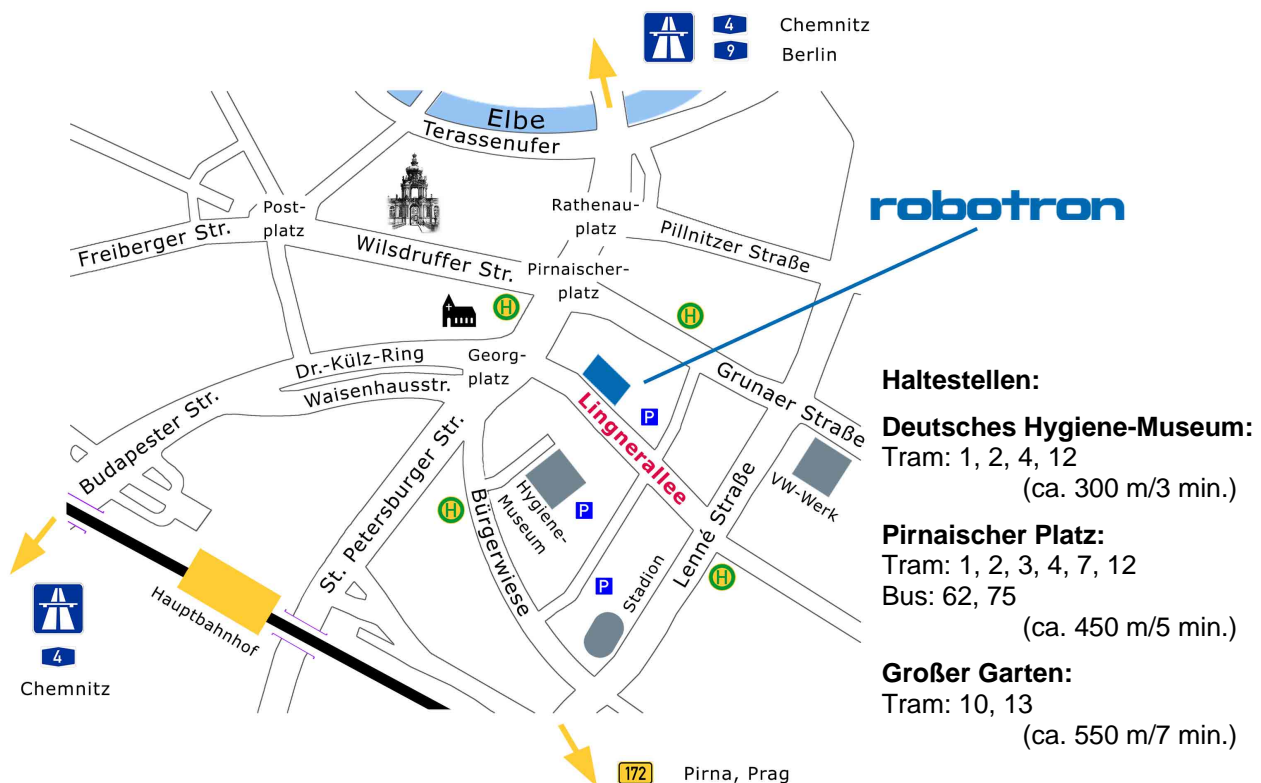 4 Chemnitz
9 Berlin
Elbe
Terassenufer
robotron
Post-
platz
Rathenau-
platz
Freiberger Str.
Wilsdruffer Str.
Pillnitzer Straße
Pirnaischer-
platz
H
H
Dr.-Külz-Ring
Georg-
platz
Waisenhausstr.
Grunaer Straße
Budapester Str.
P
Lingnerallee
St. Petersburger Str.
Bürgerwiese
Hygiene-
Museum
VW-Werk
H
P
Lenné Straße
H
P
Stadion
Hauptbahnhof
4
Chemnitz
172 Pirna, Prag
Haltestellen:
Deutsches Hygiene-Museum:
Tram: 1, 2, 4, 12
(ca. 300 m/3 min.)
Pirnaischer Platz:
Tram: 1, 2, 3, 4, 7, 12
Bus: 62, 75
(ca. 450 m/5 min.)
Großer Garten:
Tram: 10, 13
(ca. 550 m/7 min.)